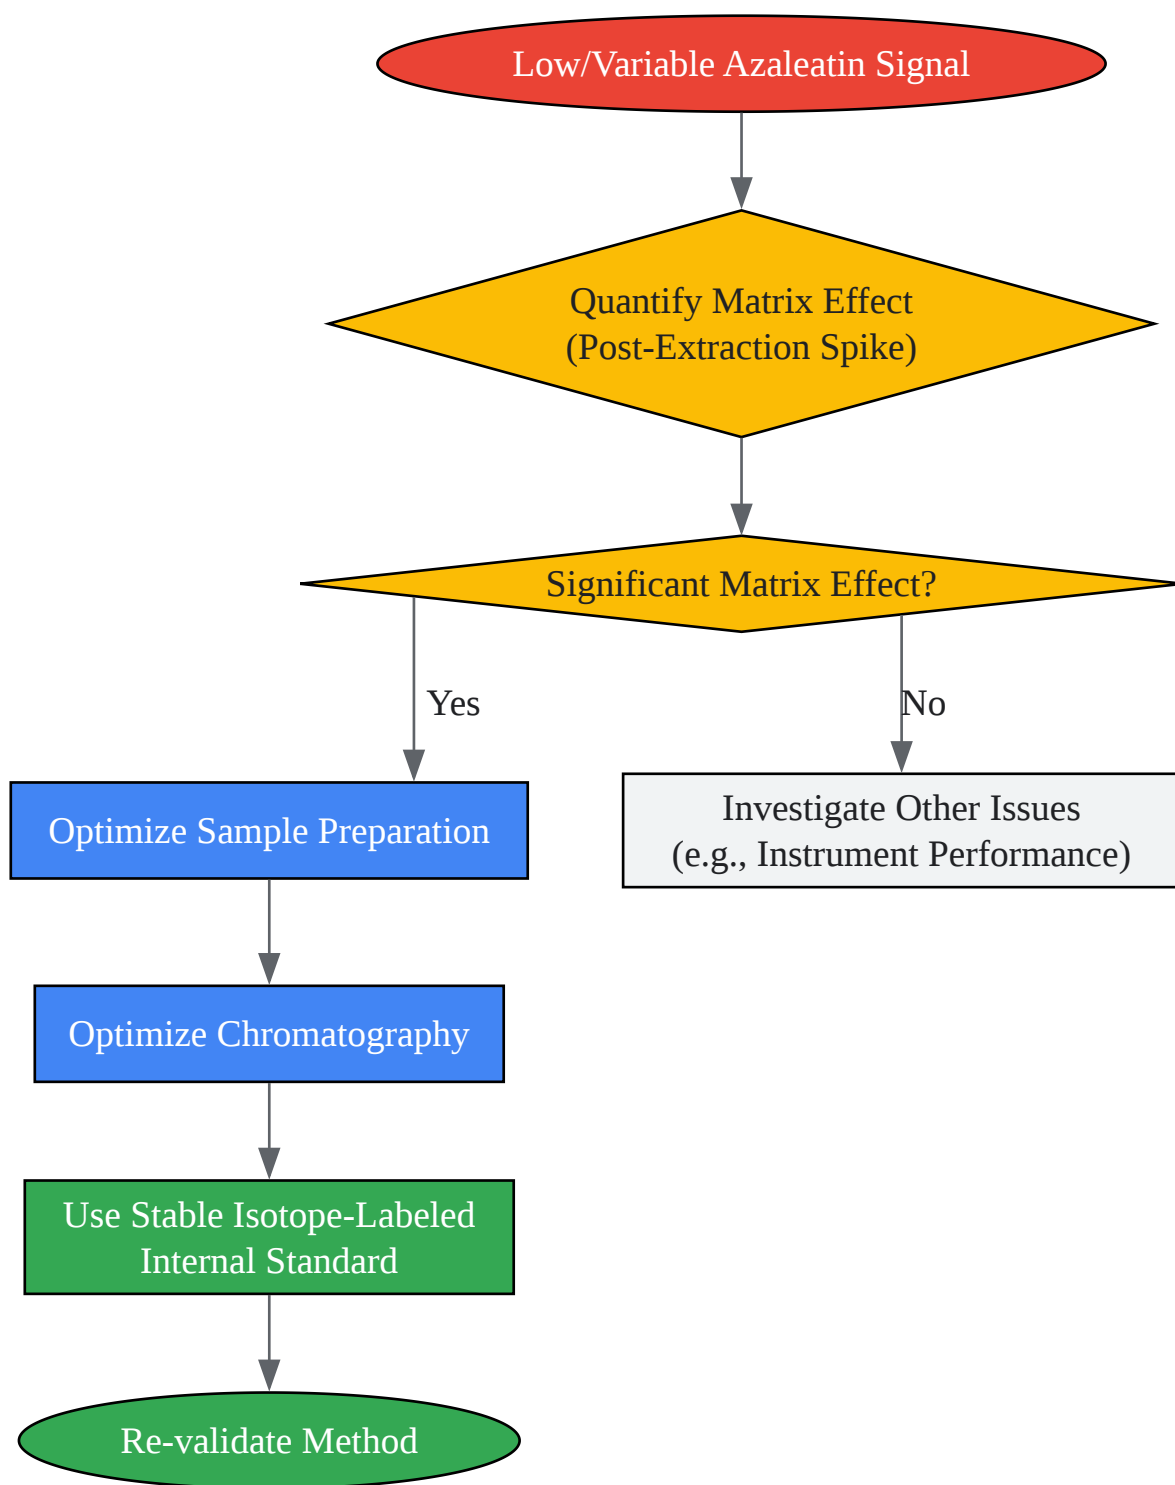 Low/Variable Azaleatin Signal
Quantify Matrix Effect
(Post-Extraction Spike)
Significant Matrix Effect?
Yes
No
Optimize Sample Preparation
Investigate Other Issues
(e.g., Instrument Performance)
Optimize Chromatography
Use Stable Isotope-Labeled
Internal Standard
Re-validate Method